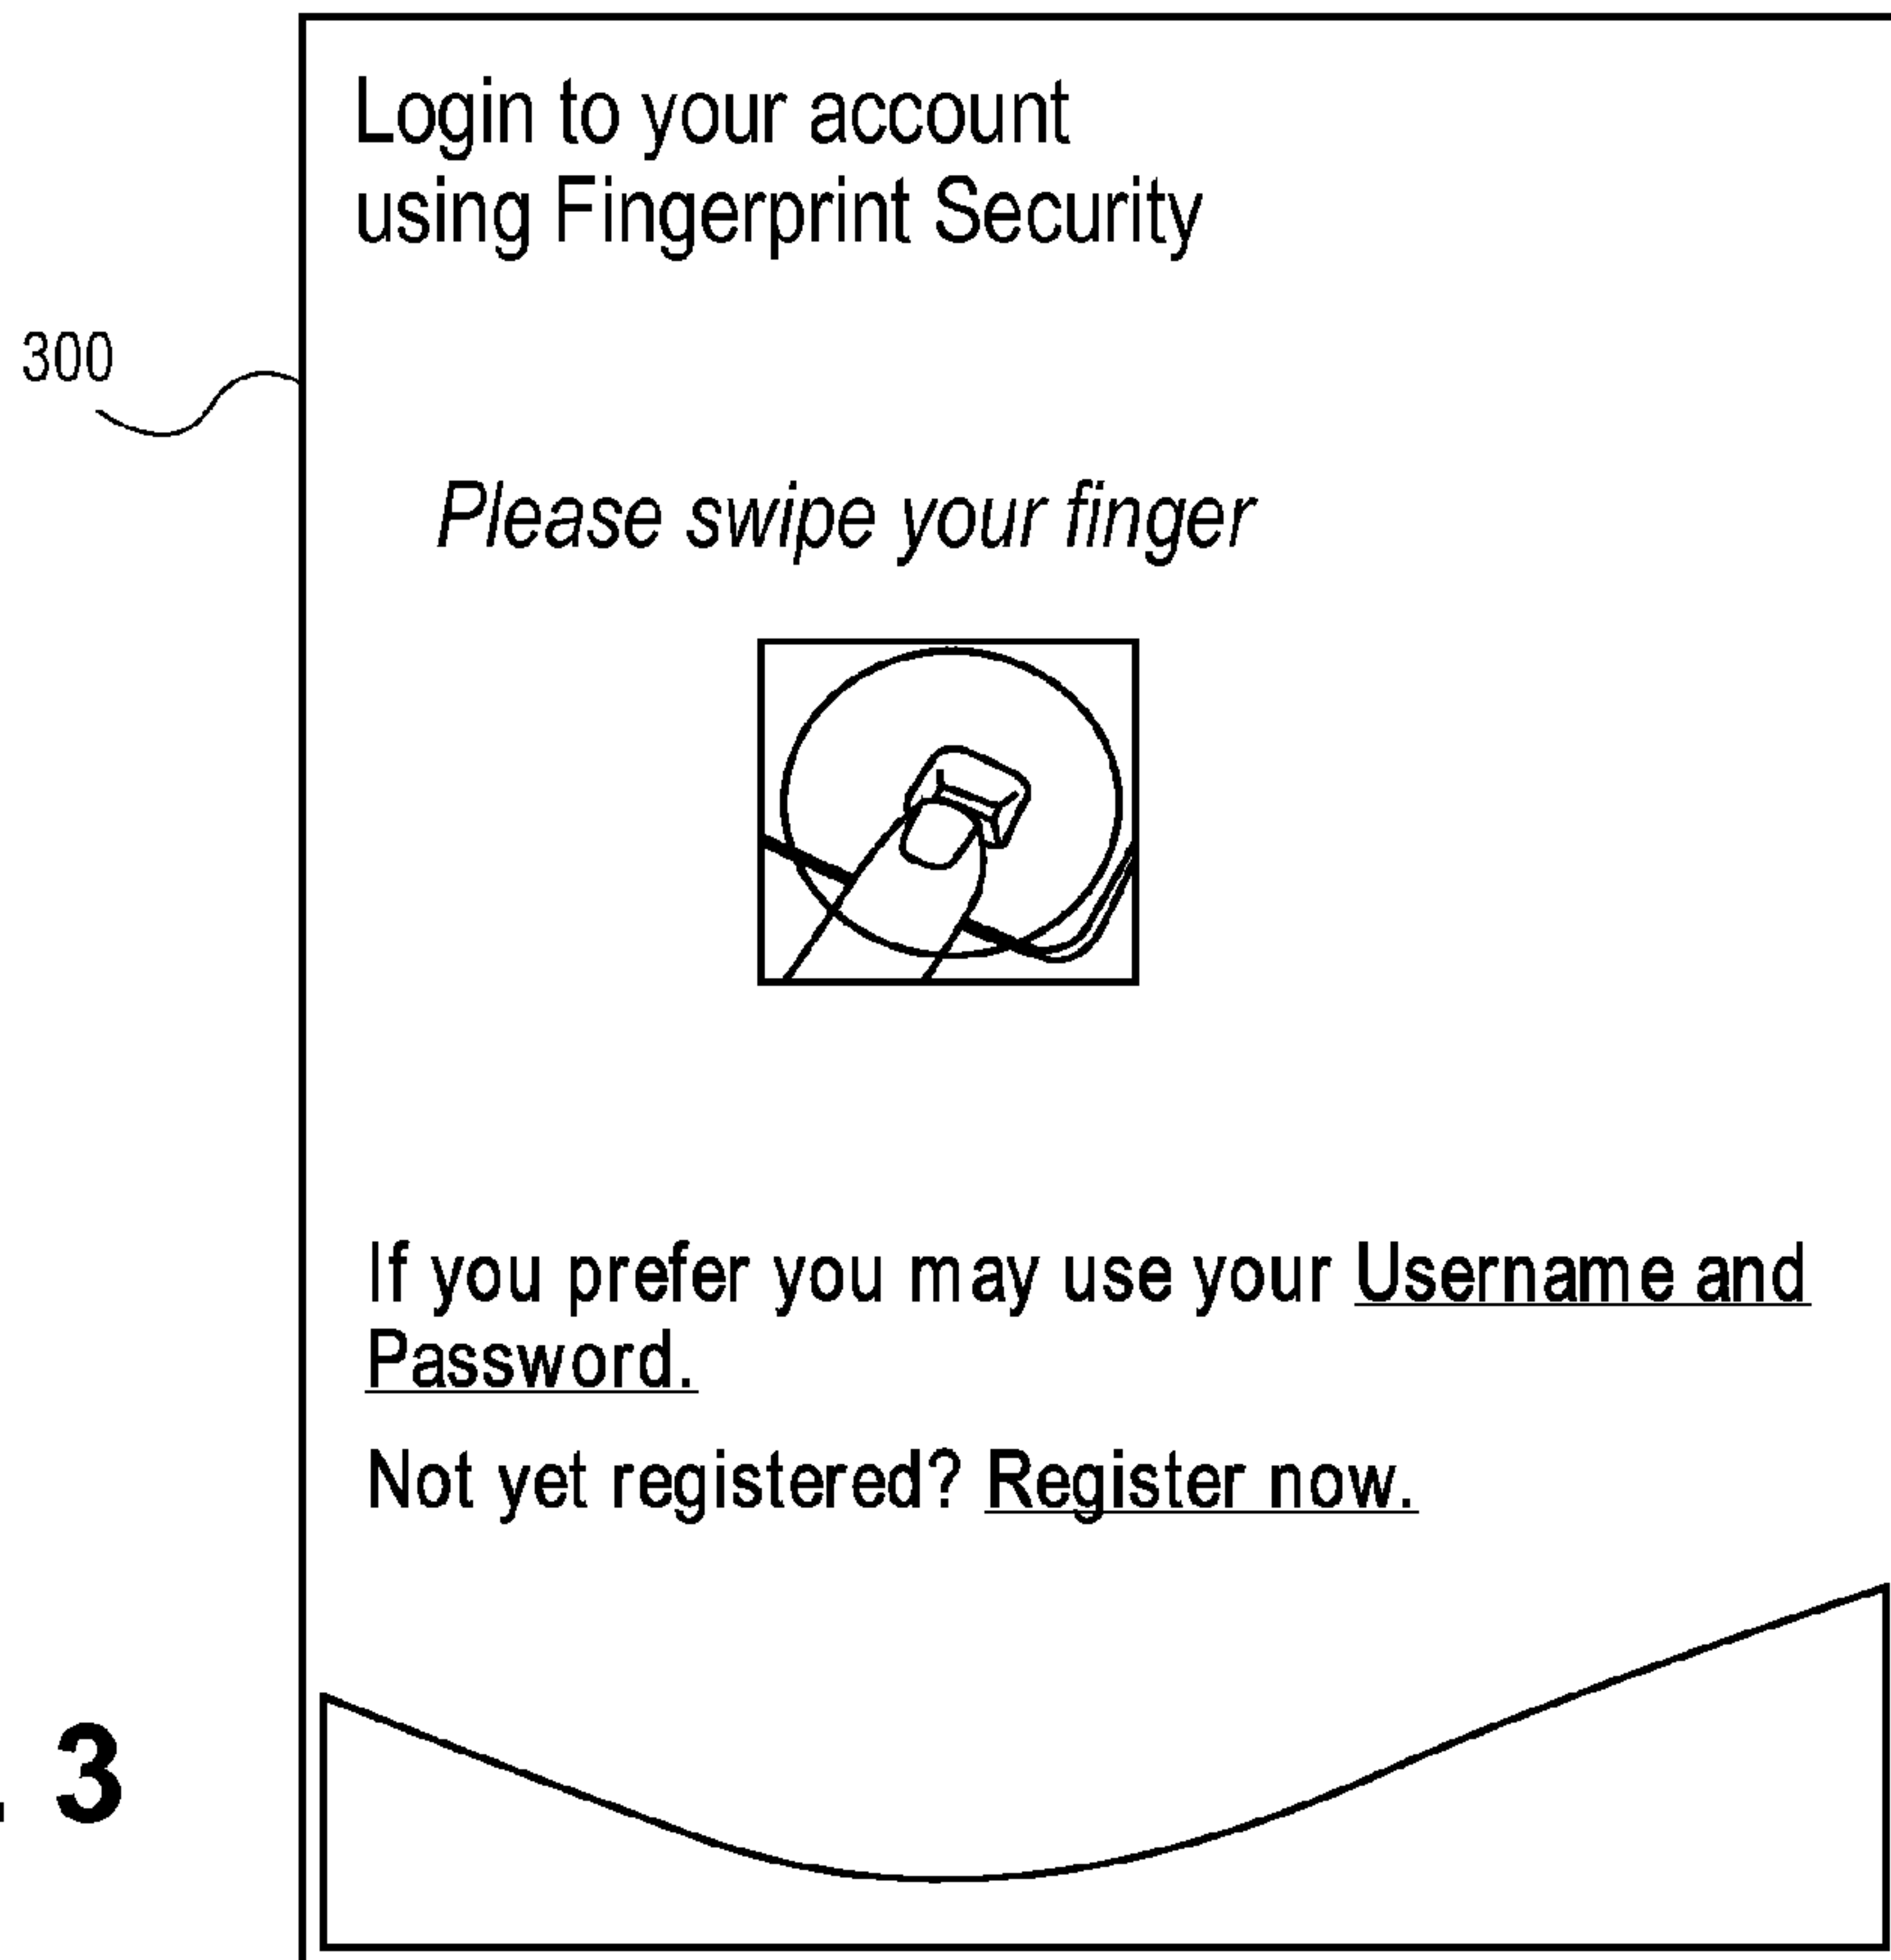 Login to your account
using Fingerprint Security
300
Please swipe your finger
If you prefer you may use your Username and
Password.
Not yet registered? Register now.
. 3